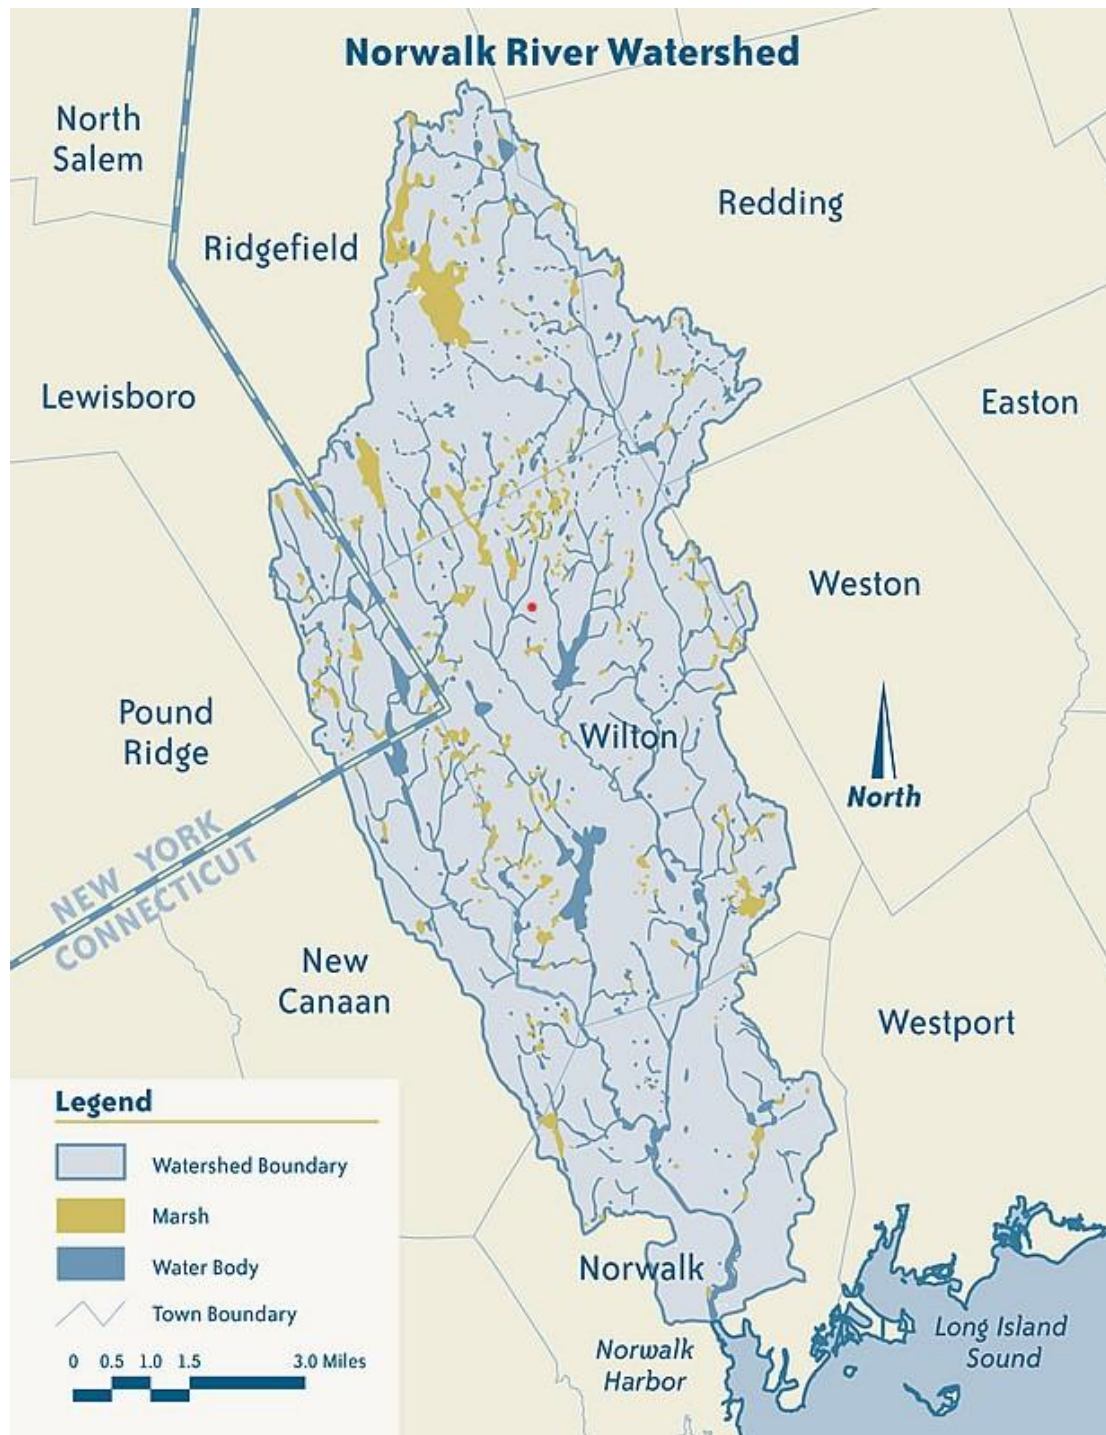 Norwalk River Watershed
North
Salem
Redding
Ridgefield
Lewisboro
Easton
Weston
Pound
Ridge
Wilton
North
NEW YORK
CONNECTICUT
New
Canaan
Westport
Legend
Watershed Boundary
Marsh
Water Body
Town Boundary
0 0.5 1.0 1.5 3.0 Miles
Norwalk
Norwalk
Harbor
Long Island
Sound